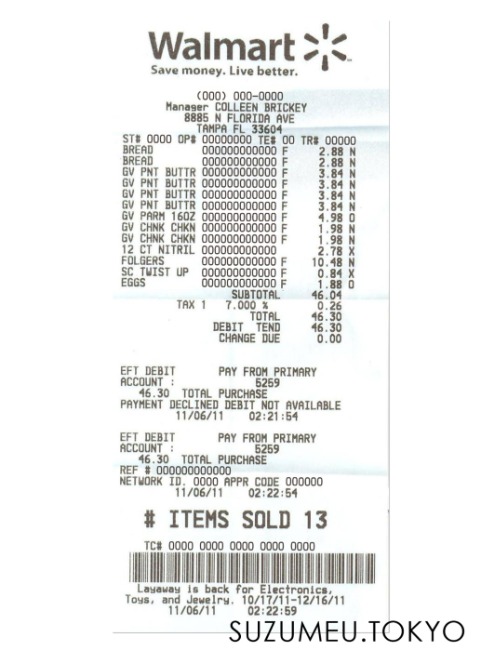 Walmart
Save money. Live better.
(000) 000-0000
Manager COLLEEN BRICKEY
8885 N FLORIDA AVE
TAMPA FL 33604
ST# 0000 OP# 00000000 TE# 00 TR# 00000
BREAD 000000000000 F 2.88 N
BREAD 000000000000 F 2.88 N
GV PNT BUTTR 000000000000 F 3.84 N
GV PNT BUTTR 000000000000 F 3.84 N
GV PNT BUTTR 000000000000 F 3.84 N
GV PNT BUTTR 000000000000 F 3.84 N
GV PARM 16OZ 000000000000 F 4.98 O
GV CHNK CHKN 000000000000 F 1.98 N
GV CHNK CHKN 000000000000 F 1.98 N
12 CT NITRIL 000000000000 2.78 X
FOLGERS 000000000000 F 10.48 N
SC TWIST UP 000000000000 F 0.84 X
EGGS 000000000000 F 1.88 O
SUBTOTAL 46.04
TAX 1 7.000 % 0.26
TOTAL 46.30
DEBIT TEND 46.30
CHANGE DUE 0.00
EFT DEBIT PAY FROM PRIMARY
ACCOUNT : 5259
46.30 TOTAL PURCHASE
PAYMENT DECLINED DEBIT NOT AVAILABLE
11/06/11 02:21:54
EFT DEBIT PAY FROM PRIMARY
ACCOUNT : 5259
46.30 TOTAL PURCHASE
REF # 000000000000
NETWORK ID. 0000 APPR CODE 000000
11/06/11 02:22:54
# ITEMS SOLD 13
TC# 0000 0000 0000 0000 0000
Layaway is back for Electronics,
Toys, and Jewelry. 10/17/11-12/16/11
11/06/11 02:22:59
SUZUMEU.TOKYO